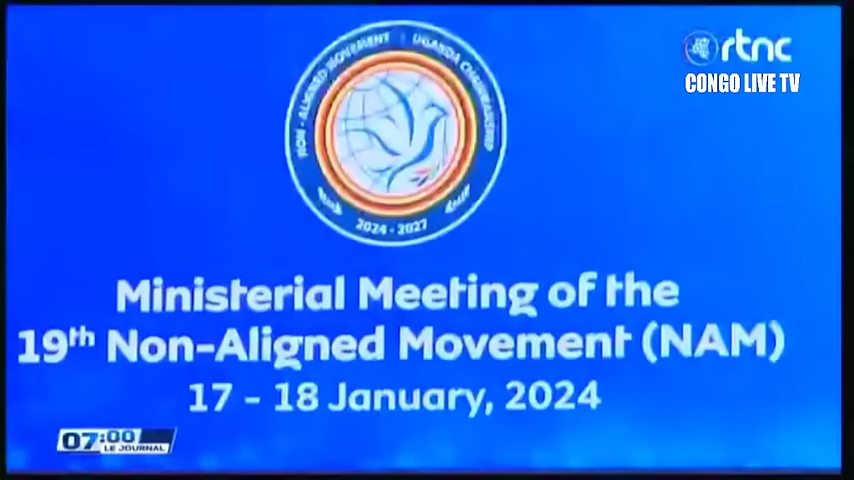 rtnc
CONGO LIVE TV
NON-ALIGNED MOVEMENT
UGANDA CHAIRMANSHIP
2024 - 2027
Ministerial Meeting of the
19th Non-Aligned Movement (NAM)
17 - 18 January, 2024
07:00
LE JOURNAL